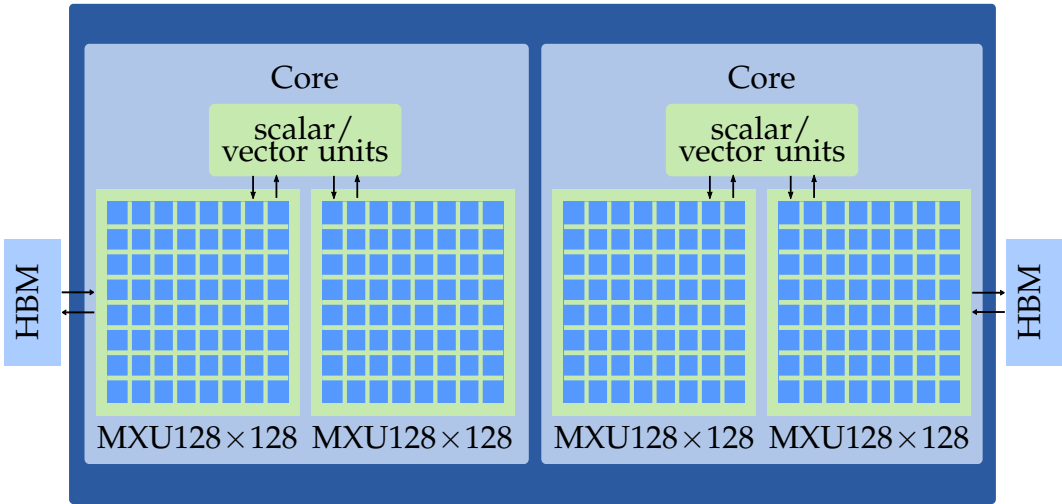 Core
scalar/
vector units
MXU128×128
MXU128×128
Core
scalar/
vector units
MXU128×128
MXU128×128
HBM
HBM